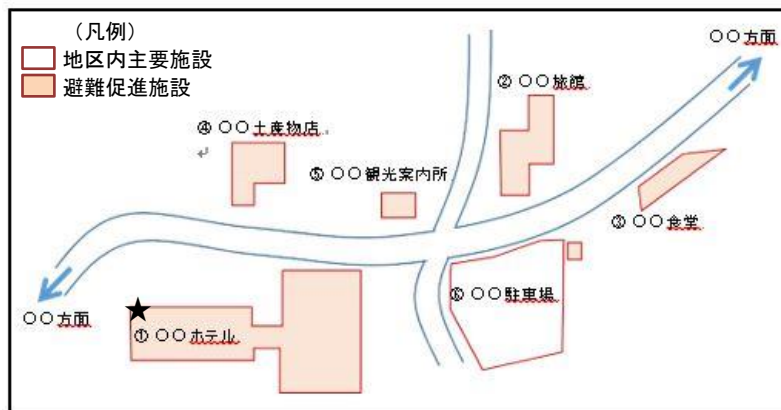 （凡例）
地区内主要施設
避難促進施設
〇〇方面
② 〇〇旅館
④ 〇〇土産物店
⑤ 〇〇観光案内所
③ 〇〇食堂
⑥ 〇〇駐車場
〇〇方面
① 〇〇ホテル